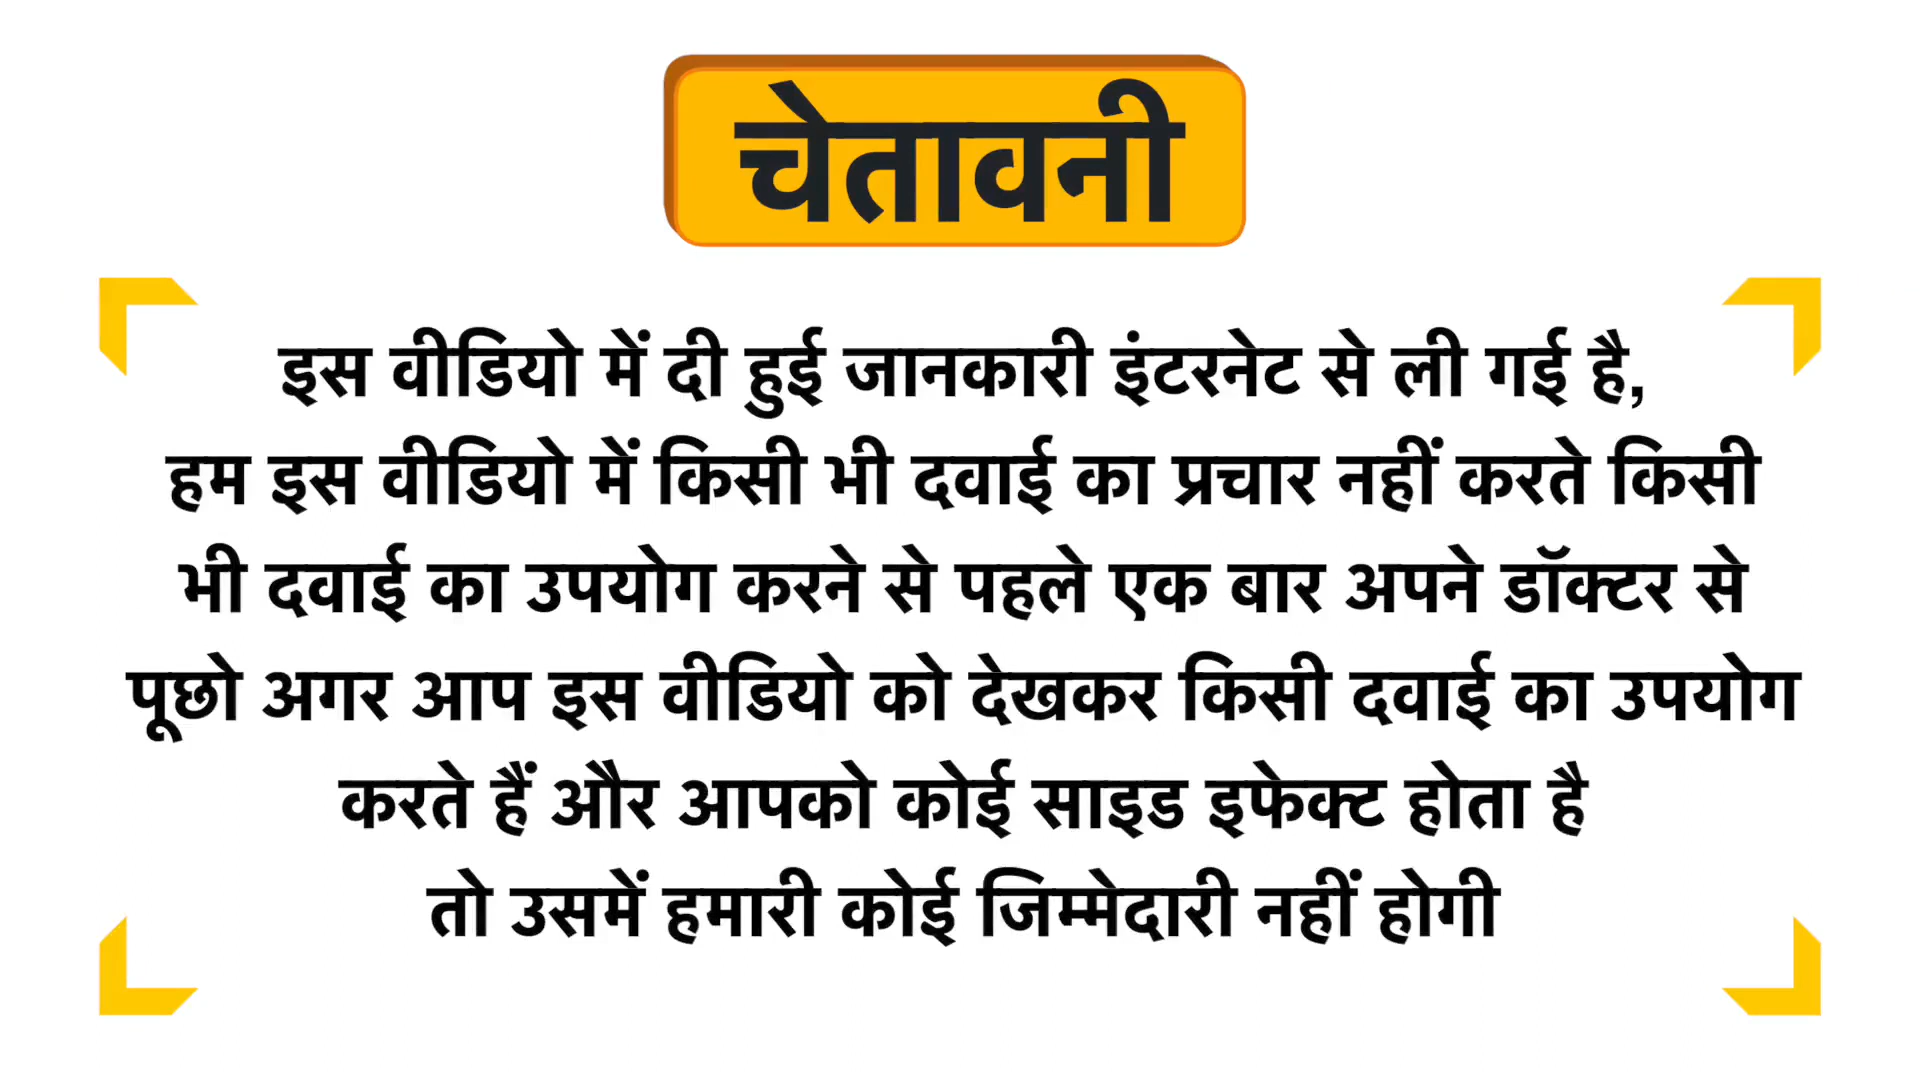 चेतावनी
इस वीडियो में दी हुई जानकारी इंटरनेट से ली गई है,
हम इस वीडियो में किसी भी दवाई का प्रचार नहीं करते किसी
भी दवाई का उपयोग करने से पहले एक बार अपने डॉक्टर से
पूछो अगर आप इस वीडियो को देखकर किसी दवाई का उपयोग
करते हैं और आपको कोई साइड इफेक्ट होता है
तो उसमें हमारी कोई जिम्मेदारी नहीं होगी